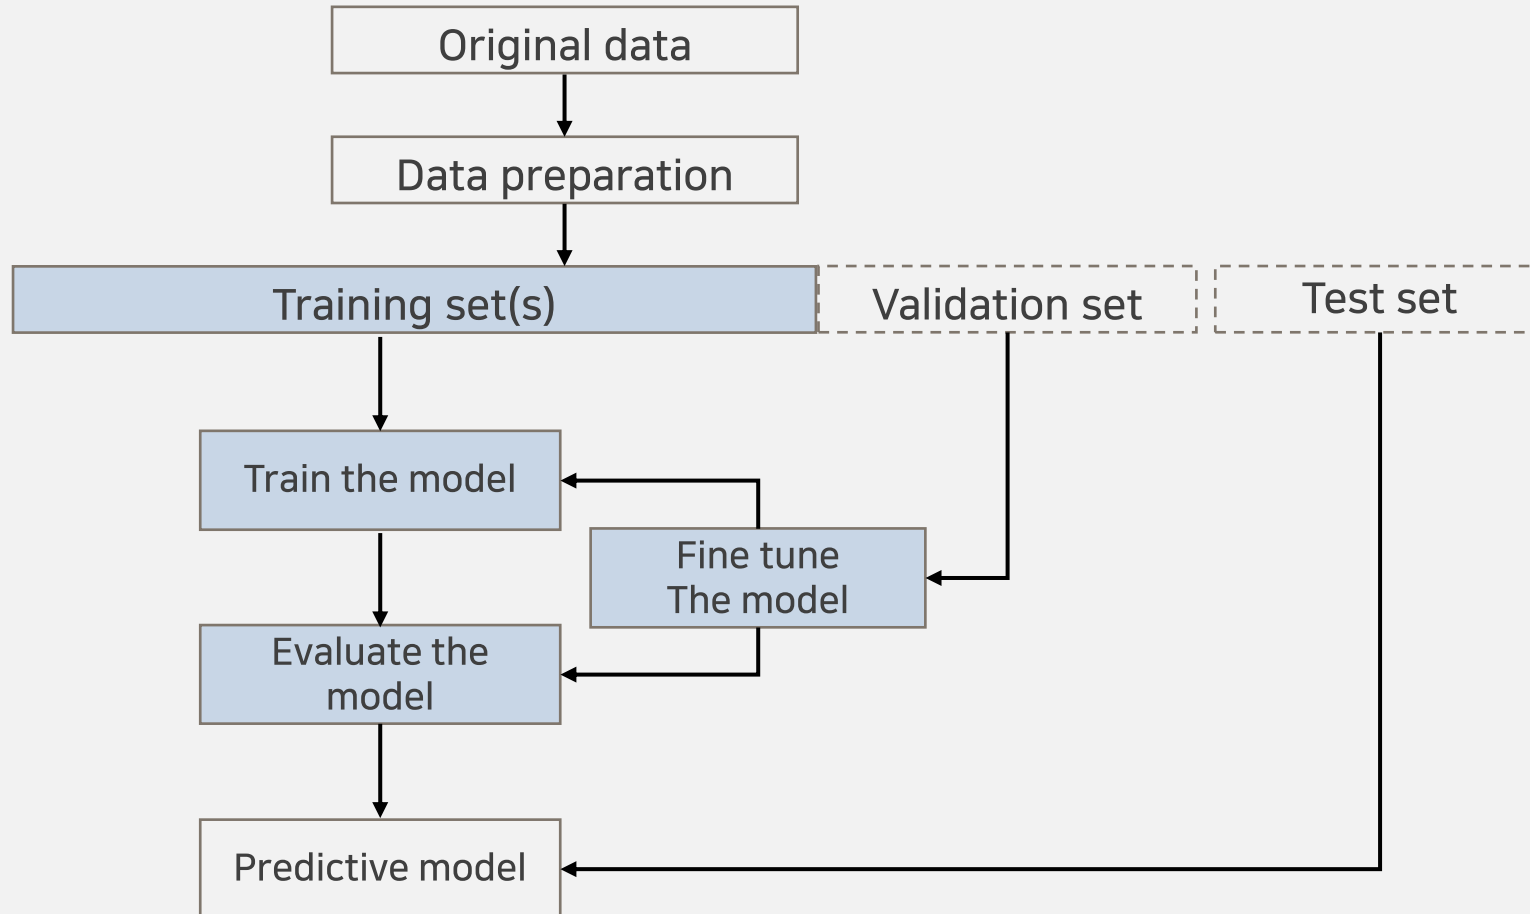 Original data
Data preparation
Training set(s)
Validation set
Test set
Train the model
Fine tune
The model
Evaluate the
model
Predictive model